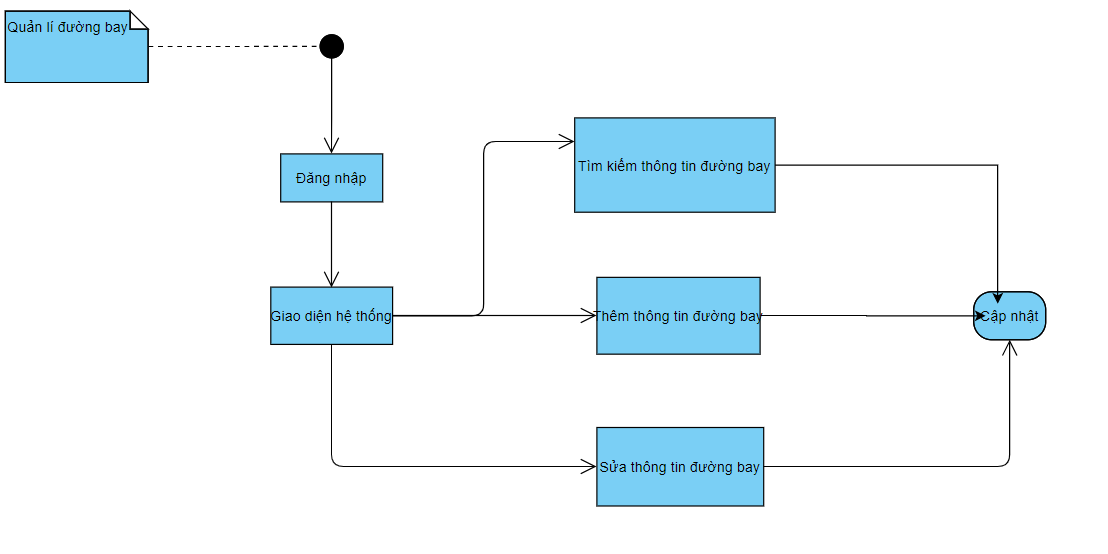 Quản lí đường bay
Đăng nhập
Giao diện hệ thống
Tìm kiếm thông tin đường bay
Thêm thông tin đường bay
Sửa thông tin đường bay
Cập nhật